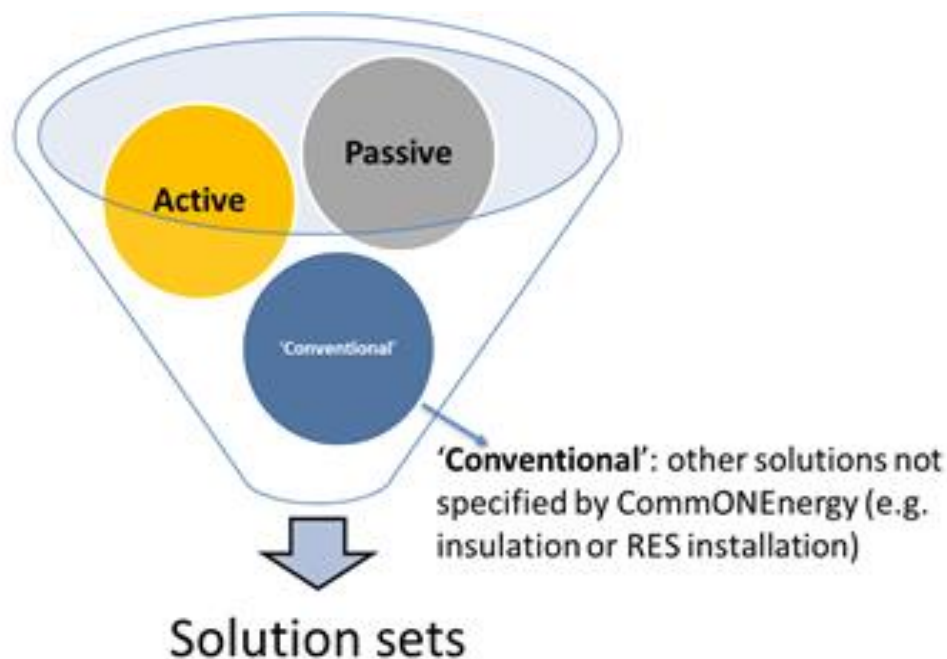 Passive
Active
'Conventional'
'Conventional': other solutions not
specified by CommONEnergy (e.g.
insulation or RES installation)
Solution sets